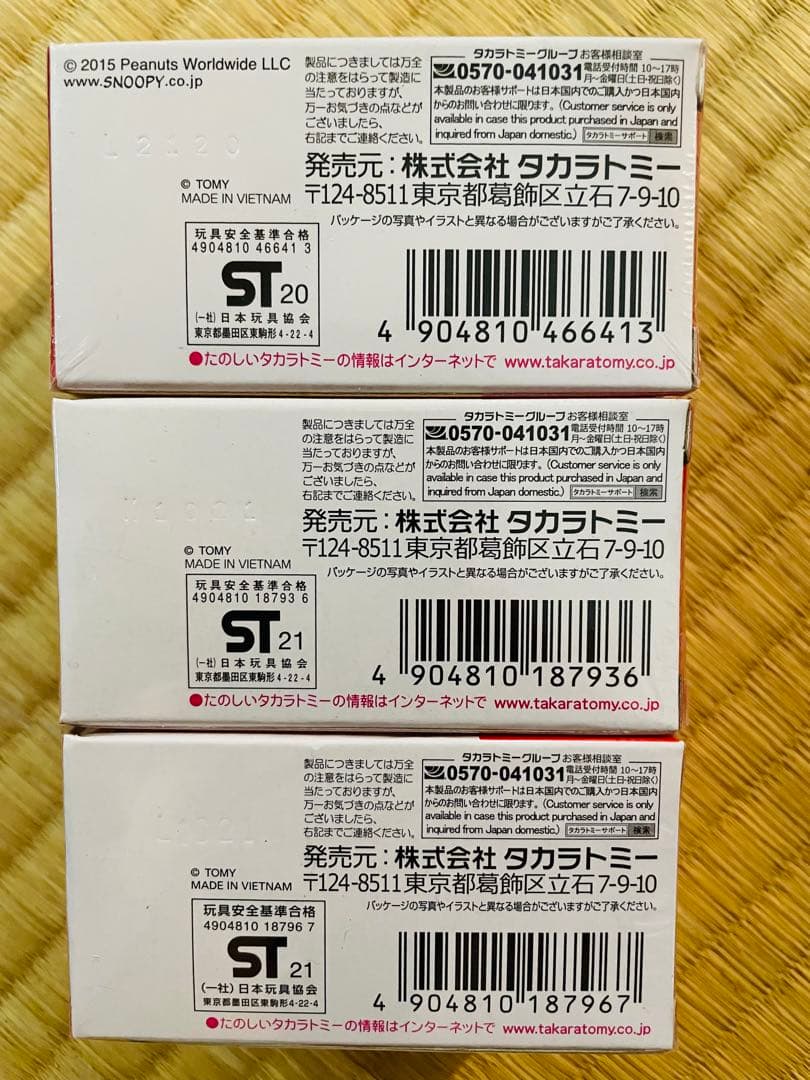 © 2015 Peanuts Worldwide LLC
www.SNOOPY.co.jp
12120
製品につきましては万全
の注意をはらって製造に
当たっておりますが、
万一お気づきの点などが
ございましたら、
右記までご連絡ください。
タカラトミーグループ お客様相談室
0570-041031 電話受付時間 10〜17時
月〜金曜日(土日・祝日除く)
本製品のお客様サポートは日本国内でのご購入かつ日本国内
からのお問い合わせに限ります。(Customer service is only
available in case this product purchased in Japan and
inquired from Japan domestic.) タカラトミーサポート 検索
発売元：株式会社 タカラトミー
〒124-8511東京都葛飾区立石7-9-10
パッケージの写真やイラストと異なる場合がございますがご了承ください。
© TOMY
MADE IN VIETNAM
玩具安全基準合格
4904810 46641 3
ST 20
(一社)日本玩具協会
東京都墨田区東駒形4-22-4
4 904810 466413
●たのしいタカラトミーの情報はインターネットで www.takaratomy.co.jp
製品につきましては万全
の注意をはらって製造に
当たっておりますが、
万一お気づきの点などが
ございましたら、
右記までご連絡ください。
タカラトミーグループ お客様相談室
0570-041031 電話受付時間 10〜17時
月〜金曜日(土日・祝日除く)
本製品のお客様サポートは日本国内でのご購入かつ日本国内
からのお問い合わせに限ります。(Customer service is only
available in case this product purchased in Japan and
inquired from Japan domestic.) タカラトミーサポート 検索
発売元：株式会社 タカラトミー
〒124-8511東京都葛飾区立石7-9-10
パッケージの写真やイラストと異なる場合がございますがご了承ください。
© TOMY
MADE IN VIETNAM
玩具安全基準合格
4904810 18793 6
ST 21
(一社)日本玩具協会
東京都墨田区東駒形4-22-4
4 904810 187936
●たのしいタカラトミーの情報はインターネットで www.takaratomy.co.jp
製品につきましては万全
の注意をはらって製造に
当たっておりますが、
万一お気づきの点などが
ございましたら、
右記までご連絡ください。
タカラトミーグループ お客様相談室
0570-041031 電話受付時間 10〜17時
月〜金曜日(土日・祝日除く)
本製品のお客様サポートは日本国内でのご購入かつ日本国内
からのお問い合わせに限ります。(Customer service is only
available in case this product purchased in Japan and
inquired from Japan domestic.) タカラトミーサポート 検索
発売元：株式会社 タカラトミー
〒124-8511東京都葛飾区立石7-9-10
パッケージの写真やイラストと異なる場合がございますがご了承ください。
© TOMY
MADE IN VIETNAM
玩具安全基準合格
4904810 18796 7
ST 21
(一社)日本玩具協会
東京都墨田区東駒形4-22-4
4 904810 187967
●たのしいタカラトミーの情報はインターネットで www.takaratomy.co.jp